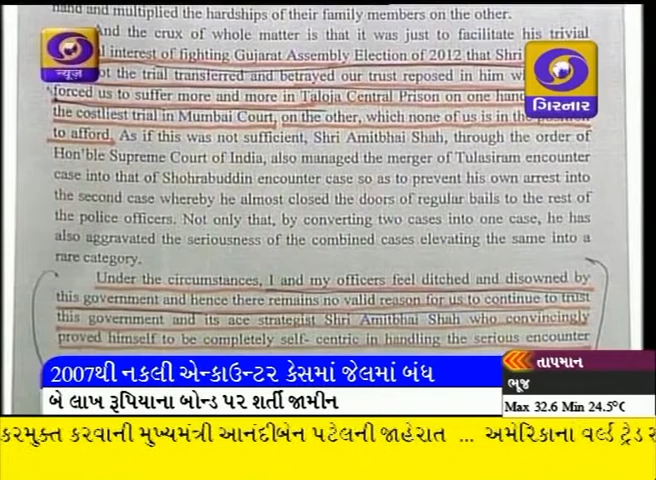 hand and multiplied the hardships of their family members on the other.
And the crux of whole matter is that it was just to facilitate his trivial
interest of fighting Gujarat Assembly Election of 2012 that Shri
ot the trial transferred and betrayed our trust reposed in him
forced us to suffer more and more in Taloja Central Prison on one hand
the costliest trial in Mumbai Court, on the other, which none of us is in the position
to afford. As if this was not sufficient, Shri Amitbhai Shah, through the order of
Hon'ble Supreme Court of India, also managed the merger of Tulasiram encounter
case into that of Shohrabuddin encounter case so as to prevent his own arrest into
the second case whereby he almost closed the doors of regular bails to the rest of
the police officers. Not only that, by converting two cases into one case, he has
also aggravated the seriousness of the combined cases elevating the same into a
rare category.
Under the circumstances, I and my officers feel ditched and disowned by
this government and hence there remains no valid reason for us to continue to trust
this government and its ace strategist Shri Amitbhai Shah who convincingly
proved himself to be completely self- centric in handling the serious encounter
ન્યૂઝ
ગિરનાર
2007થી નકલી એન્કાઉન્ટર કેસમાં જેલમાં બંધ
બે લાખ રૂપિયાના બોન્ડ પર શર્તી જામીન
તાપમાન
ભૂજ
Max 32.6 Min 24.5°C
કરમુક્ત કરવાની મુખ્યમંત્રી આનંદીબેન પટેલની જાહેરાત ... અમેરિકાના વર્લ્ડ ટ્રેડ